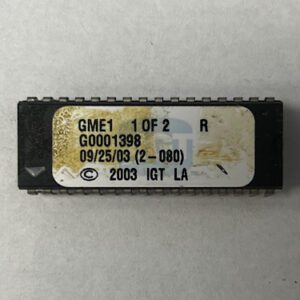 GME1 1 OF 2 R
G0001398
09/25/03 (2-080)
© 2003 IGT LA